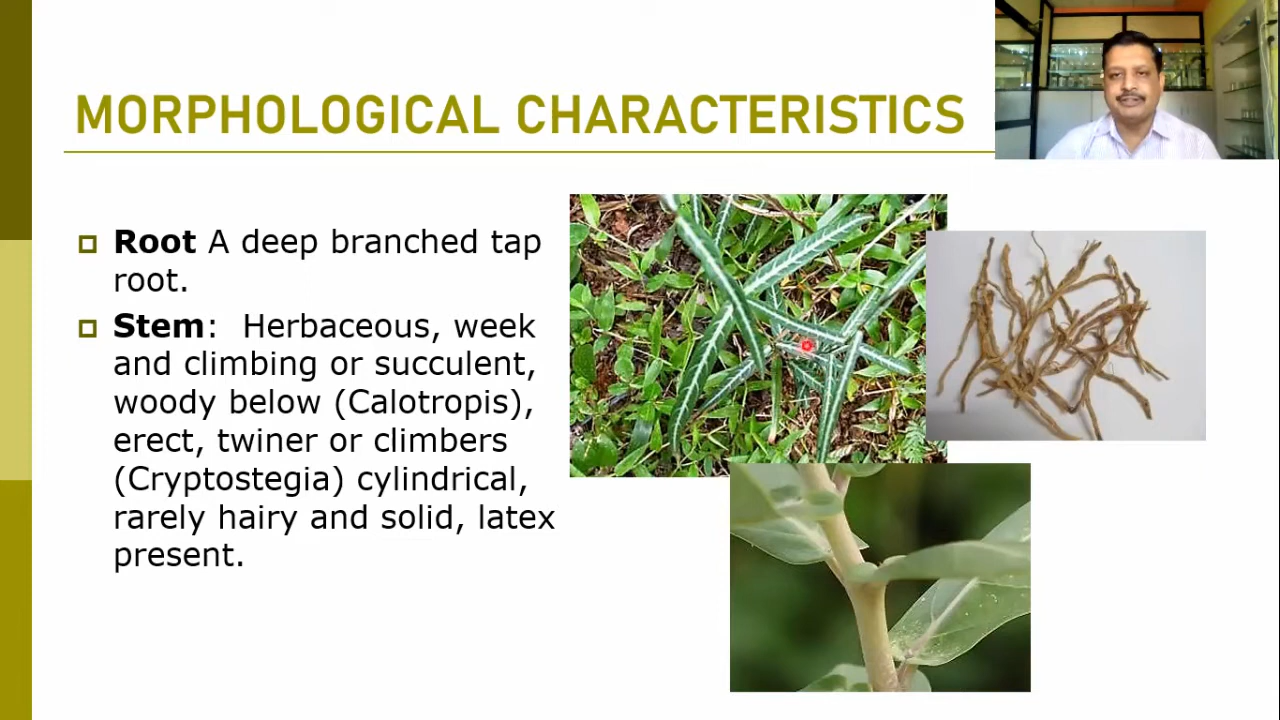 MORPHOLOGICAL CHARACTERISTICS
Root A deep branched tap
root.
Stem: Herbaceous, week
and climbing or succulent,
woody below (Calotropis),
erect, twiner or climbers
(Cryptostegia) cylindrical,
rarely hairy and solid, latex
present.